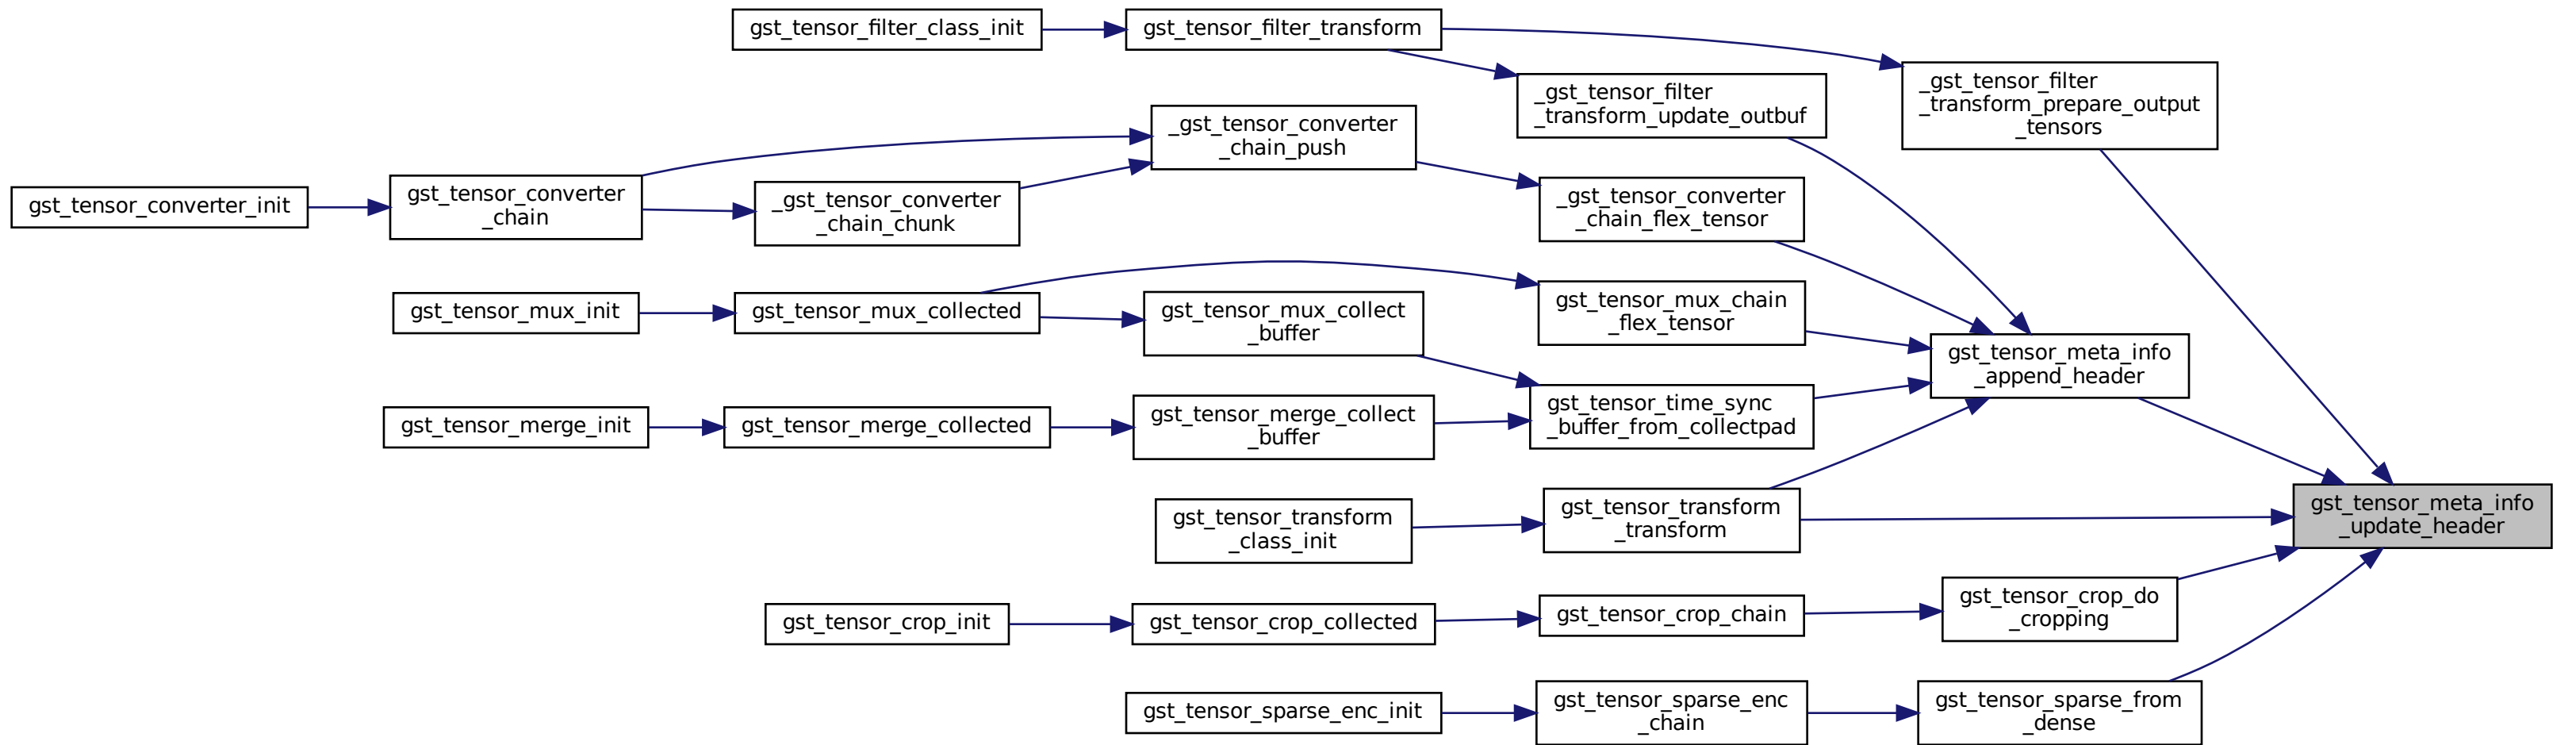 gst_tensor_filter_class_init
gst_tensor_filter_transform
_gst_tensor_filter
_transform_update_outbuf
_gst_tensor_filter
_transform_prepare_output
_tensors
_gst_tensor_converter
_chain_push
gst_tensor_converter_init
gst_tensor_converter
_chain
_gst_tensor_converter
_chain_chunk
_gst_tensor_converter
_chain_flex_tensor
gst_tensor_mux_init
gst_tensor_mux_collected
gst_tensor_mux_collect
_buffer
gst_tensor_mux_chain
_flex_tensor
gst_tensor_meta_info
_append_header
gst_tensor_merge_init
gst_tensor_merge_collected
gst_tensor_merge_collect
_buffer
gst_tensor_time_sync
_buffer_from_collectpad
gst_tensor_transform
_class_init
gst_tensor_transform
_transform
gst_tensor_meta_info
_update_header
gst_tensor_crop_init
gst_tensor_crop_collected
gst_tensor_crop_chain
gst_tensor_crop_do
_cropping
gst_tensor_sparse_enc_init
gst_tensor_sparse_enc
_chain
gst_tensor_sparse_from
_dense